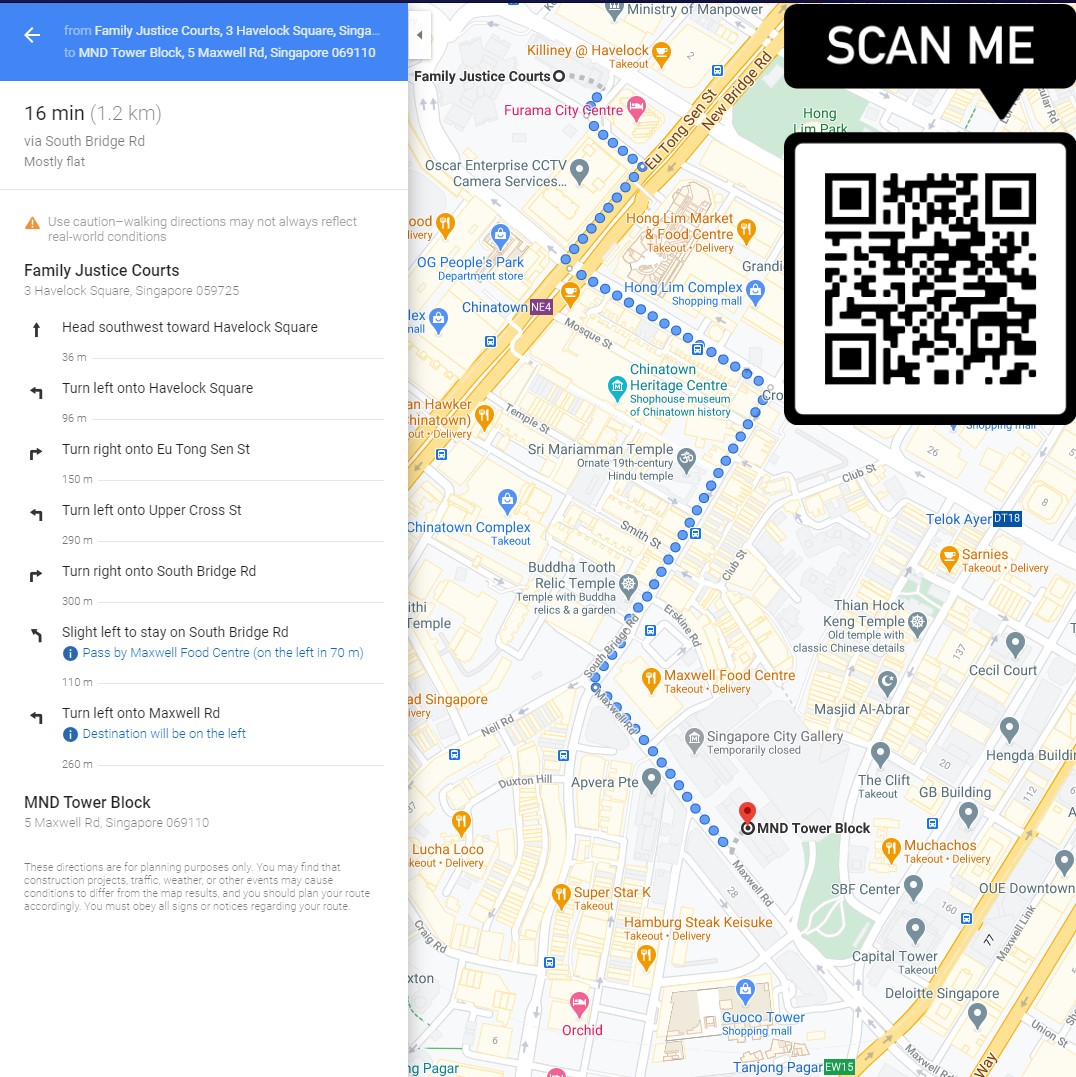 from Family Justice Courts, 3 Havelock Square, Singa...
to MND Tower Block, 5 Maxwell Rd, Singapore 069110
16 min (1.2 km)
via South Bridge Rd
Mostly flat
Use caution–walking directions may not always reflect
real-world conditions
Family Justice Courts
3 Havelock Square, Singapore 059725
Head southwest toward Havelock Square
36 m
Turn left onto Havelock Square
96 m
Turn right onto Eu Tong Sen St
150 m
Turn left onto Upper Cross St
290 m
Turn right onto South Bridge Rd
300 m
Slight left to stay on South Bridge Rd
Pass by Maxwell Food Centre (on the left in 70 m)
110 m
Turn left onto Maxwell Rd
Destination will be on the left
260 m
MND Tower Block
5 Maxwell Rd, Singapore 069110
These directions are for planning purposes only. You may find that
construction projects, traffic, weather, or other events may cause
conditions to differ from the map results, and you should plan your route
accordingly. You must obey all signs or notices regarding your route.
Ministry of Manpower
Killiney @ Havelock
Takeout
Family Justice Courts
Furama City Centre
Eu Tong Sen St
New Bridge Rd
Hong
Lim Park
SCAN ME
Oscar Enterprise CCTV
Camera Services...
ood
livery
OG People's Park
Department store
Hong Lim Market
& Food Centre
Takeout • Delivery
Grandi
Chinatown NE4
Hong Lim Complex
Shopping mall
lex
nall
Mosque St
Chinatown
Heritage Centre
Shophouse museum
of Chinatown history
Cro
an Hawker
hinatown)
out • Delivery
Temple St
Sri Mariamman Temple
Ornate 19th-century
Hindu temple
Shopping mall
26
Club St
8
Chinatown Complex
Takeout
Smith St
Telok Ayer DT18
Club St
Sarnies
Takeout • Delivery
Buddha Tooth
Relic Temple
Temple with Buddha
relics & a garden
ithi
Temple
Erskine Rd
South Bridge Rd
Thian Hock
Keng Temple
Old temple with
classic Chinese details
137
Cecil Court
Maxwell Food Centre
Takeout • Delivery
ad Singapore
ivery
Neil Rd
Maxwell Rd
Masjid Al-Abrar
Singapore City Gallery
Temporarily closed
Hengda Buildin
Duxton Hill
Apvera Pte
The Clift
Takeout
20
GB Building
112
MND Tower Block
Lucha Loco
keout • Delivery
Muchachos
Takeout • Delivery
Maxwell Rd
28
SBF Center
OUE Downtown
160
Super Star K
Takeout
Hamburg Steak Keisuke
Takeout • Delivery
Craig Rd
77
Maxwell Link
Capital Tower
Takeout
xton
Deloitte Singapore
Orchid
Guoco Tower
Shopping mall
6
Union St
Tanjong Pagar EW15
ng Pagar
Maxwell Rd
Way